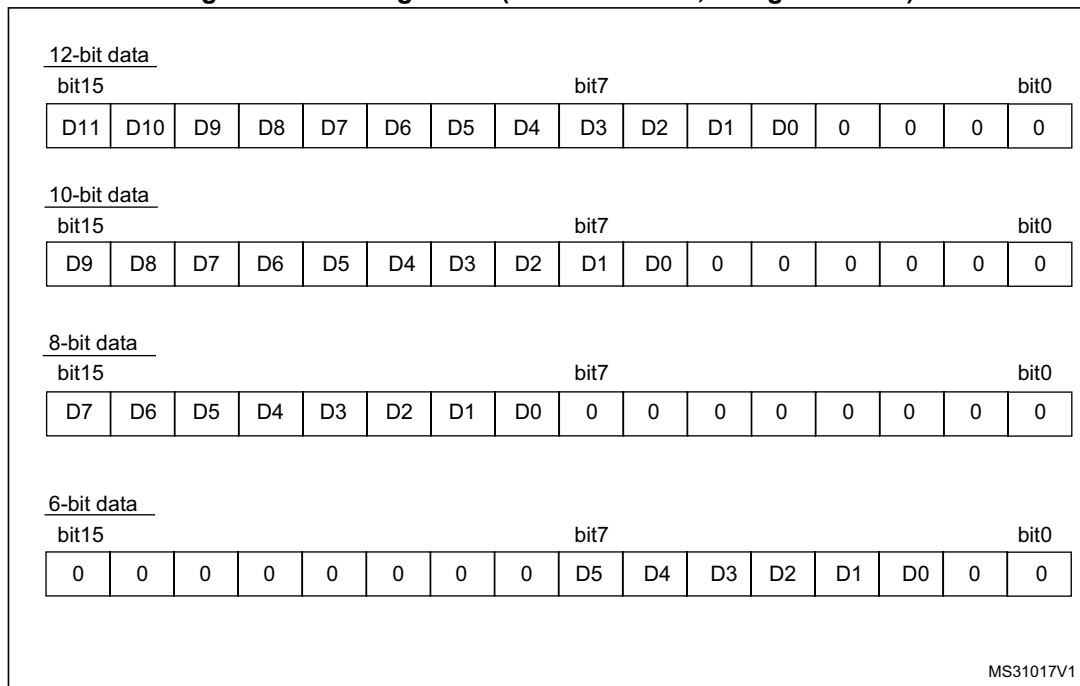 12-bit data
bit15 bit7 bit0
D11 D10 D9 D8 D7 D6 D5 D4 D3 D2 D1 D0 0 0 0 0
10-bit data
bit15 bit7 bit0
D9 D8 D7 D6 D5 D4 D3 D2 D1 D0 0 0 0 0 0 0
8-bit data
bit15 bit7 bit0
D7 D6 D5 D4 D3 D2 D1 D0 0 0 0 0 0 0 0 0
6-bit data
bit15 bit7 bit0
0 0 0 0 0 0 0 0 D5 D4 D3 D2 D1 D0 0 0
MS31017V1